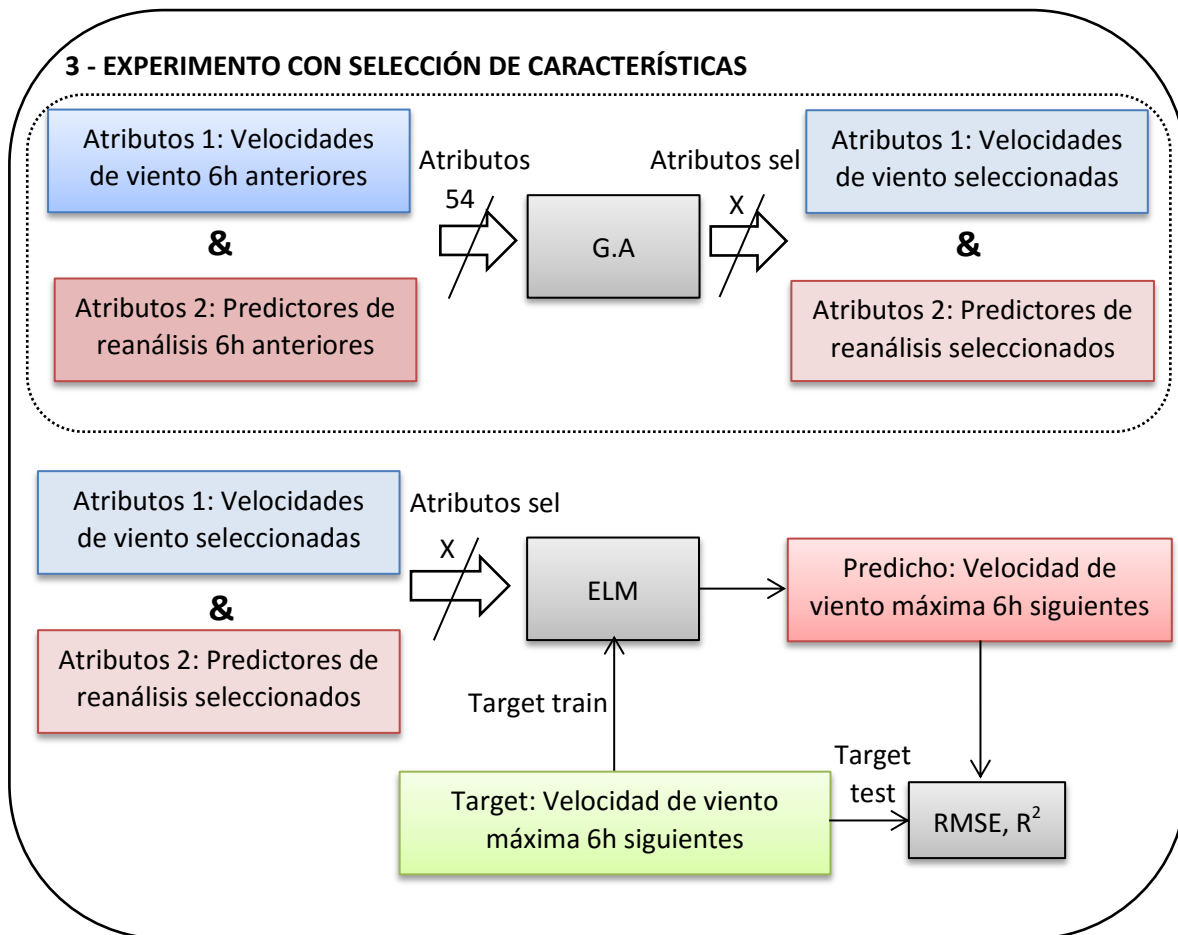 3 - EXPERIMENTO CON SELECCIÓN DE CARACTERÍSTICAS
Atributos 1: Velocidades
de viento 6h anteriores
&
Atributos 2: Predictores de
reanálisis 6h anteriores
Atributos
54
G.A
Atributos sel
X
Atributos 1: Velocidades
de viento seleccionadas
&
Atributos 2: Predictores de
reanálisis seleccionados
Atributos 1: Velocidades
de viento seleccionadas
&
Atributos 2: Predictores de
reanálisis seleccionados
Atributos sel
X
ELM
Predicho: Velocidad de
viento máxima 6h siguientes
Target train
Target: Velocidad de viento
máxima 6h siguientes
Target
test
RMSE, R²